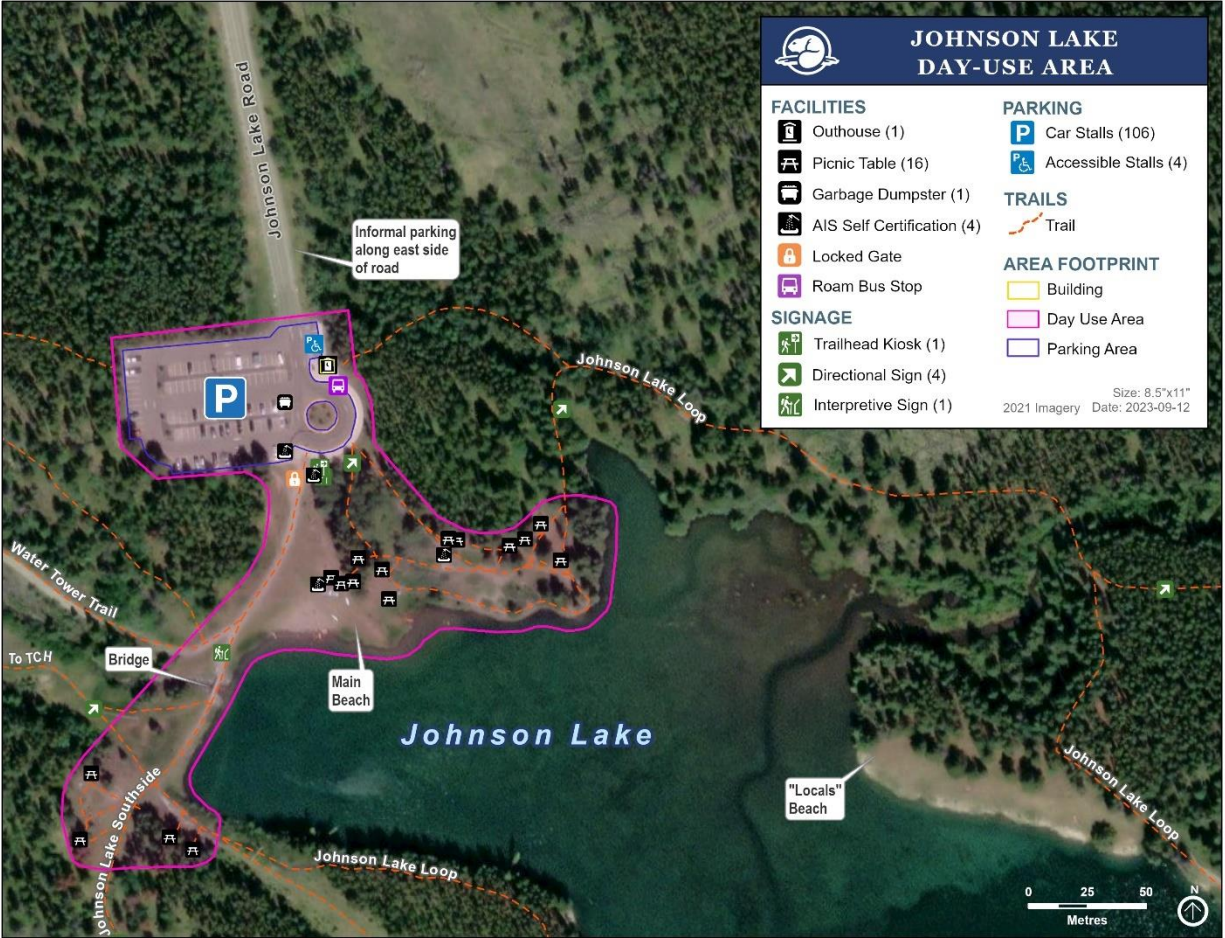 JOHNSON LAKE
DAY-USE AREA
FACILITIES
Outhouse (1)
Picnic Table (16)
Garbage Dumpster (1)
AIS Self Certification (4)
Locked Gate
Roam Bus Stop
SIGNAGE
Trailhead Kiosk (1)
Directional Sign (4)
Interpretive Sign (1)
PARKING
P
Car Stalls (106)
P
Accessible Stalls (4)
TRAILS
Trail
AREA FOOTPRINT
Building
Day Use Area
Parking Area
Size: 8.5"x11"
2021 Imagery Date: 2023-09-12
Johnson Lake Road
Informal parking
along east side
of road
P
P
Johnson Lake Loop
Water Tower Trail
To TCH
Bridge
Main
Beach
Johnson Lake
"Locals"
Beach
Johnson Lake Loop
Johnson Lake Southside
Johnson Lake Loop
0 25 50
Metres
N